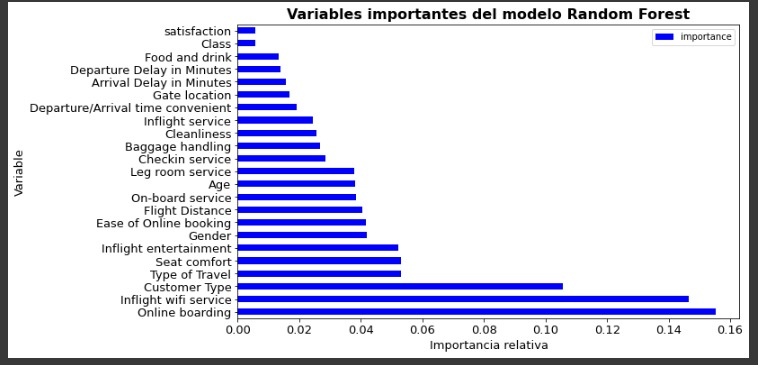 Variables importantes del modelo Random Forest
importance
satisfaction
Class
Food and drink
Departure Delay in Minutes
Arrival Delay in Minutes
Gate location
Departure/Arrival time convenient
Inflight service
Cleanliness
Baggage handling
Checkin service
Leg room service
Age
On-board service
Flight Distance
Ease of Online booking
Gender
Inflight entertainment
Seat comfort
Type of Travel
Customer Type
Inflight wifi service
Online boarding
Variable
0.00 0.02 0.04 0.06 0.08 0.10 0.12 0.14 0.16
Importancia relativa